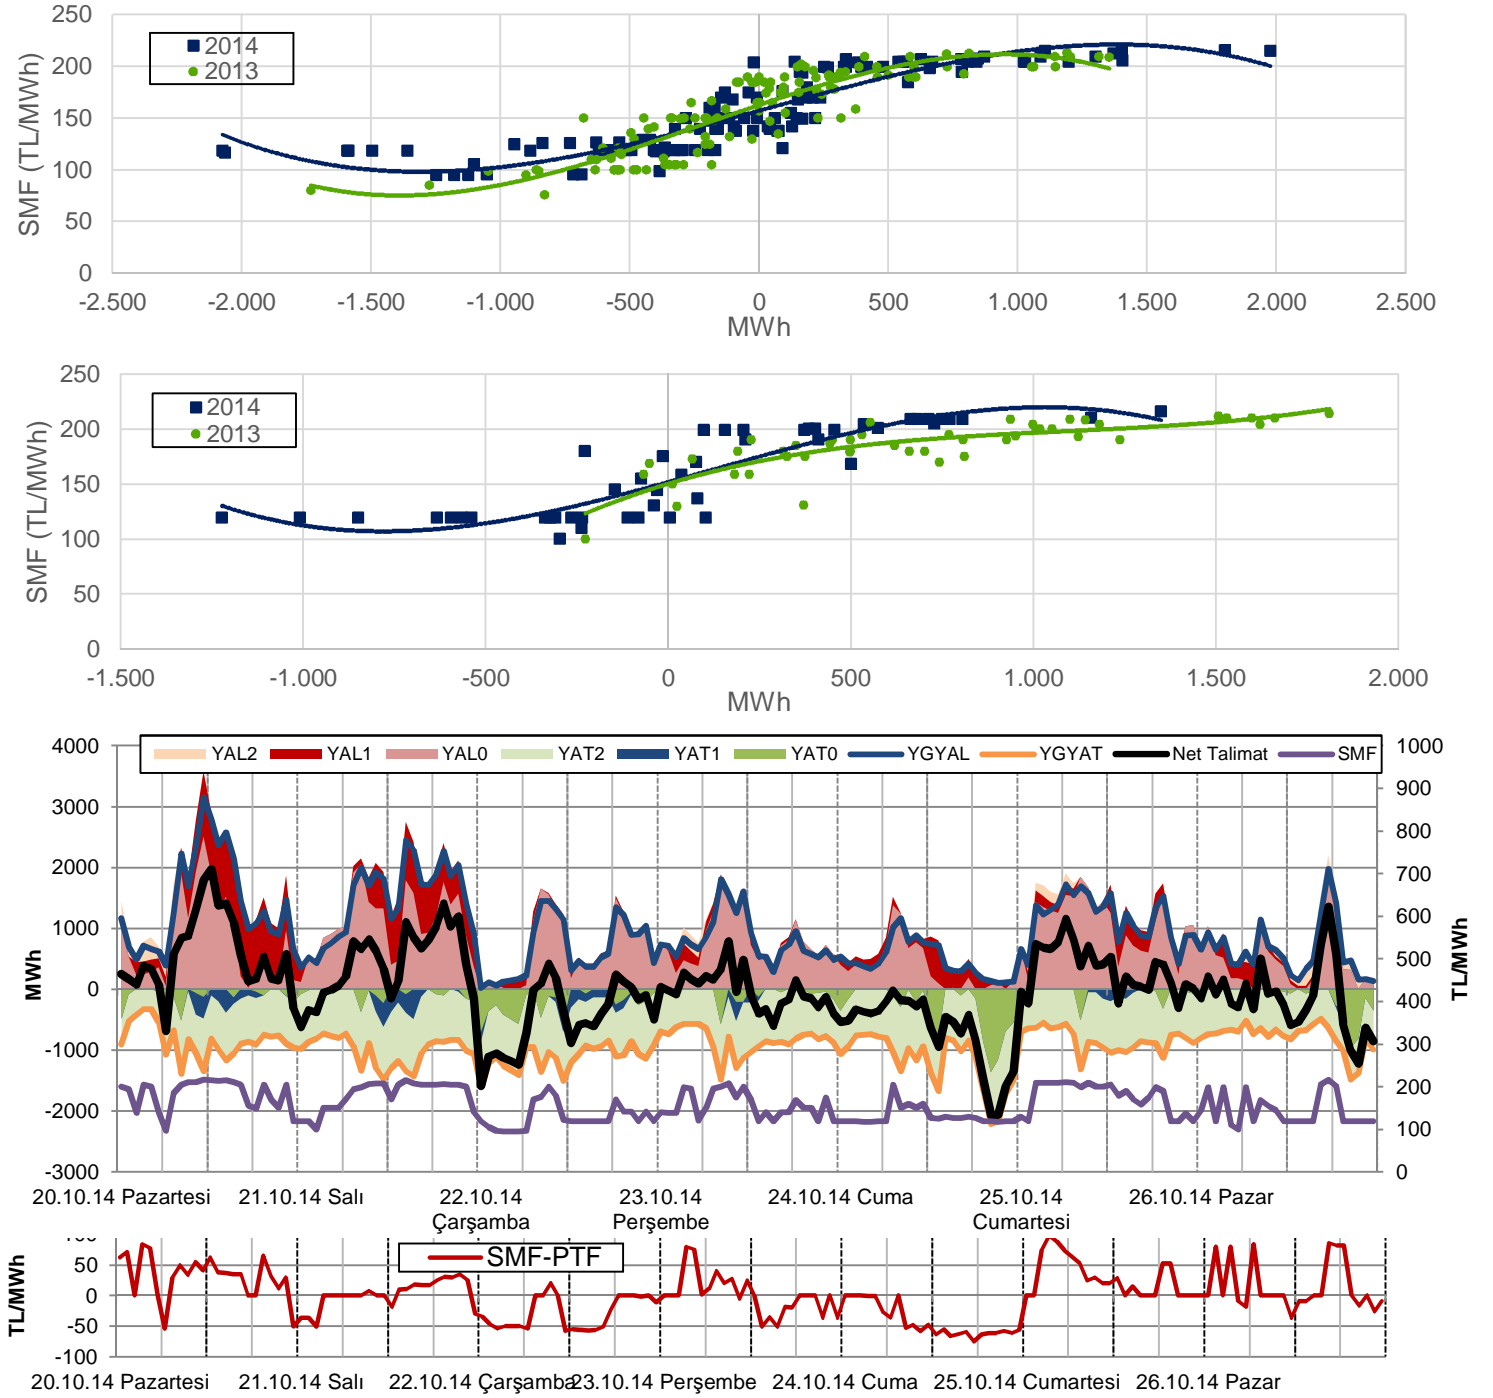 250
200
150
100
50
0
SMF (TL/MWh)
2014
2013
-2.500 -2.000 -1.500 -1.000 -500 0 500 1.000 1.500 2.000 2.500
MWh
250
200
150
100
50
0
SMF (TL/MWh)
2014
2013
-1.500 -1.000 -500 0 500 1.000 1.500 2.000
MWh
YAL2 YAL1 YAL0 YAT2 YAT1 YAT0 YGYAL YGYAT Net Talimat SMF
4000
3000
2000
1000
0
-1000
-2000
-3000
MWh
1000
900
800
700
600
500
400
300
200
100
0
TL/MWh
20.10.14 Pazartesi 21.10.14 Salı 22.10.14 23.10.14 24.10.14 Cuma 25.10.14 26.10.14 Pazar
Çarşamba Perşembe Cumartesi
SMF-PTF
100
50
0
-50
-100
TL/MWh
20.10.14 Pazartesi 21.10.14 Salı 22.10.14 Çarşamba 23.10.14 Perşembe 24.10.14 Cuma 25.10.14 Cumartesi 26.10.14 Pazar